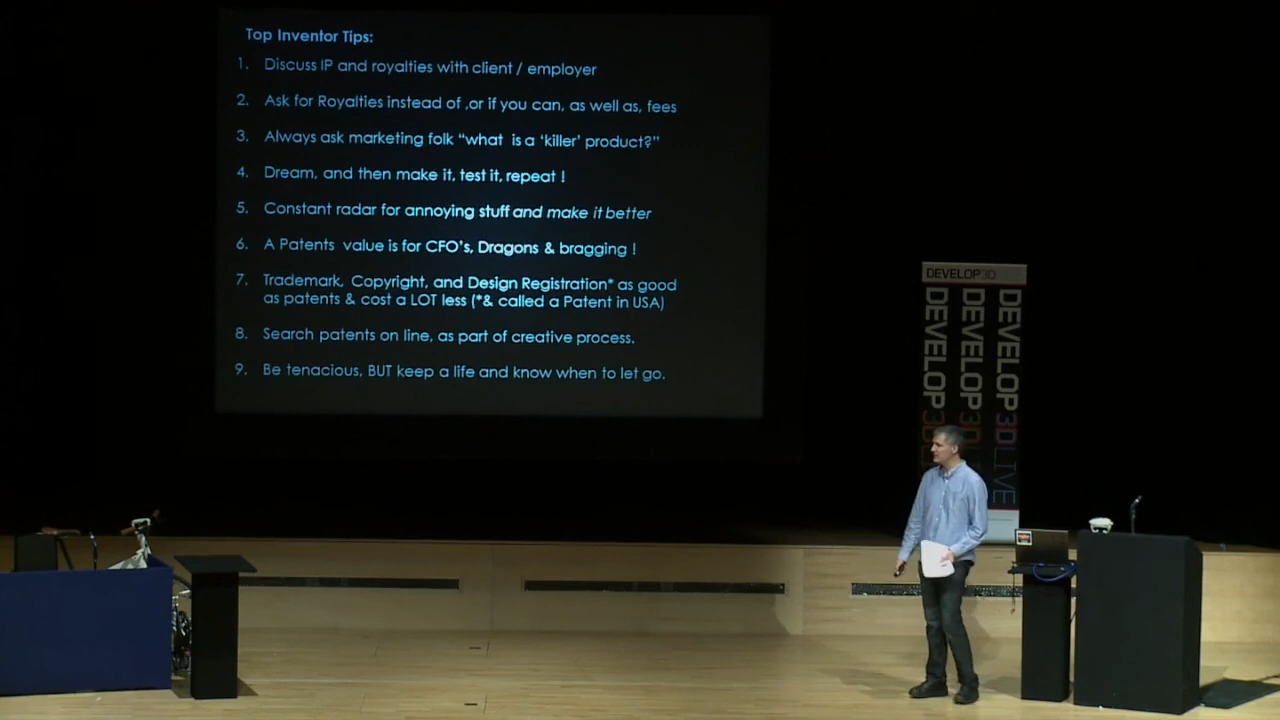 Top Inventor Tips:
1. Discuss IP and royalties with client / employer
2. Ask for Royalties instead of ,or if you can, as well as, fees
3. Always ask marketing folk “what is a ‘killer’ product?”
4. Dream, and then make it, test it, repeat !
5. Constant radar for annoying stuff and make it better
6. A Patents value is for CFO’s, Dragons & bragging !
7. Trademark, Copyright, and Design Registration* as good
as patents & cost a LOT less (*& called a Patent in USA)
8. Search patents on line, as part of creative process.
9. Be tenacious, BUT keep a life and know when to let go.
DEVELOP3D
DEVELOP3D
DEVELOP3D
DEVELOP3DLIVE